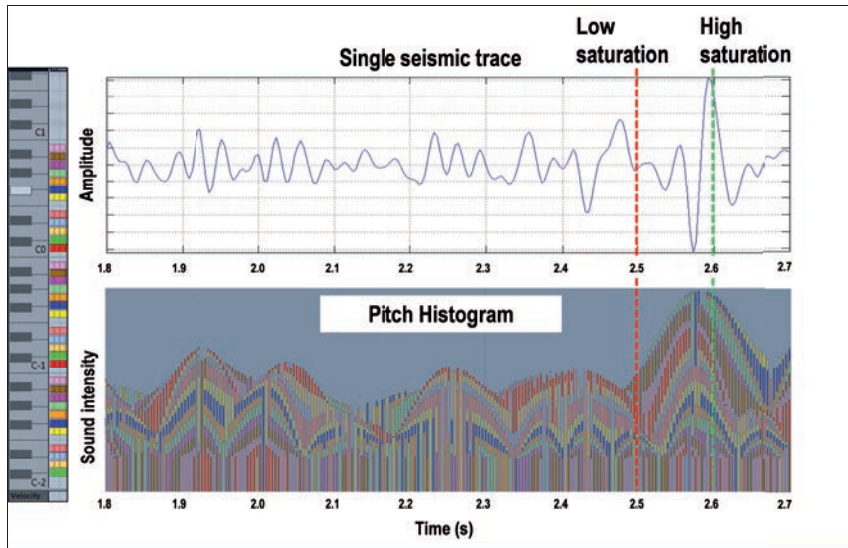 Single seismic trace
Low
saturation
High
saturation
C1
C0
C-1
C-2
Velocity
Amplitude
1.8 1.9 2.0 2.1 2.2 2.3 2.4 2.5 2.6 2.7
Pitch Histogram
Sound intensity
1.8 1.9 2.0 2.1 2.2 2.3 2.4 2.5 2.6 2.7
Time (s)